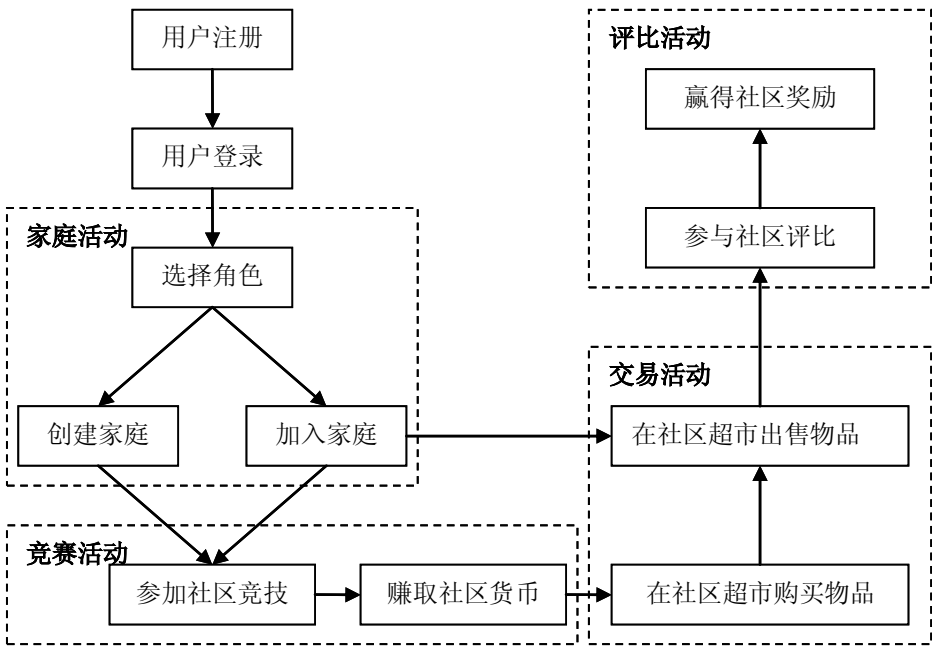 用户注册
用户登录
家庭活动
选择角色
创建家庭
加入家庭
竞赛活动
参加社区竞技
赚取社区货币
评比活动
赢得社区奖励
参与社区评比
交易活动
在社区超市出售物品
在社区超市购买物品